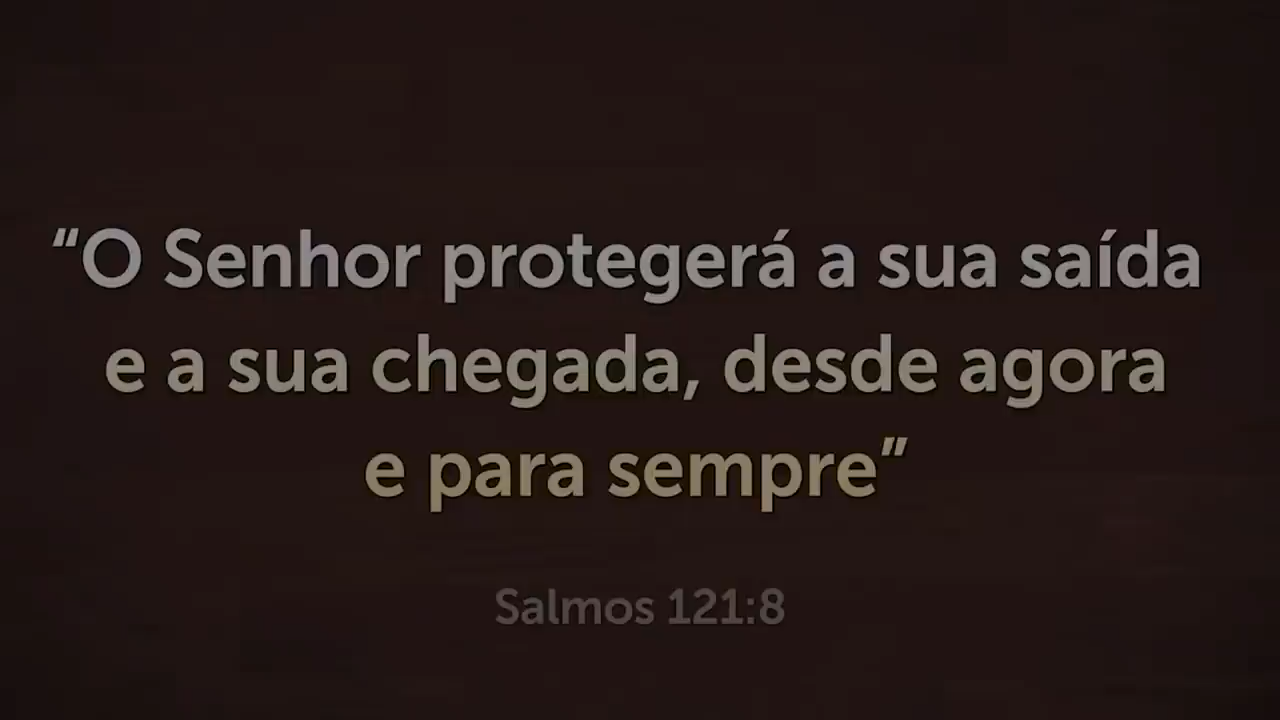 “O Senhor protegerá a sua saída
e a sua chegada, desde agora
e para sempre”
Salmos 121:8